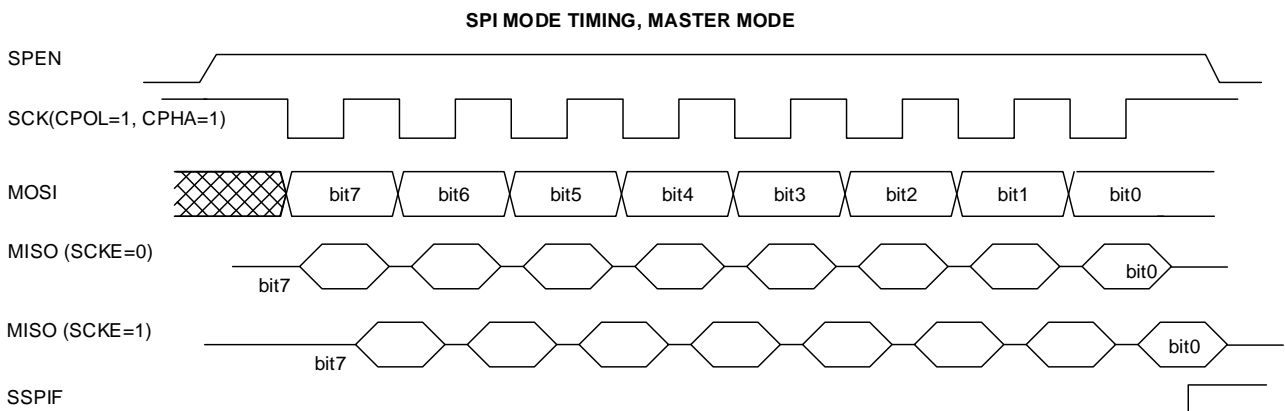 SPI MODE TIMING, MASTER MODE
SPEN
SCK(CPOL=1, CPHA=1)
MOSI bit7 bit6 bit5 bit4 bit3 bit2 bit1 bit0
MISO (SCKE=0)
bit7 bit0
MISO (SCKE=1)
bit7 bit0
SSPIF